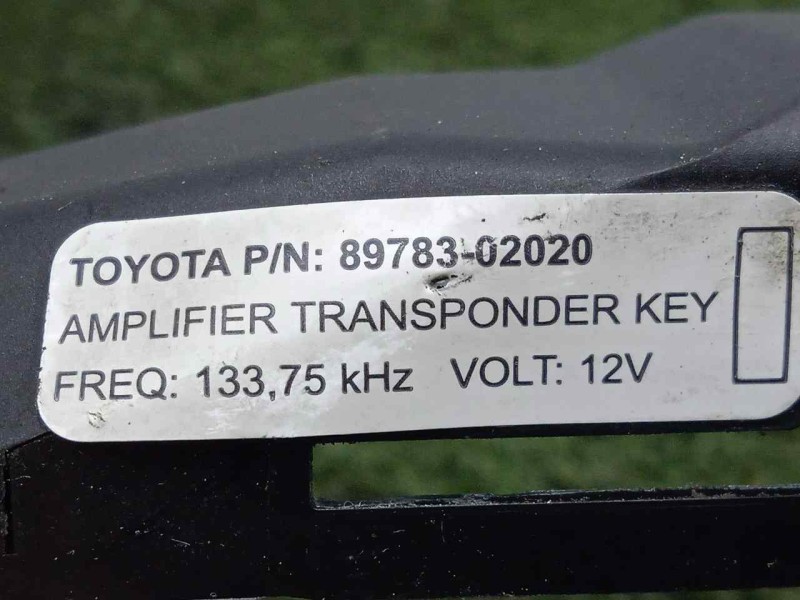 TOYOTA P/N: 89783-02020
AMPLIFIER TRANSPONDER KEY
FREQ: 133,75 kHz VOLT: 12V